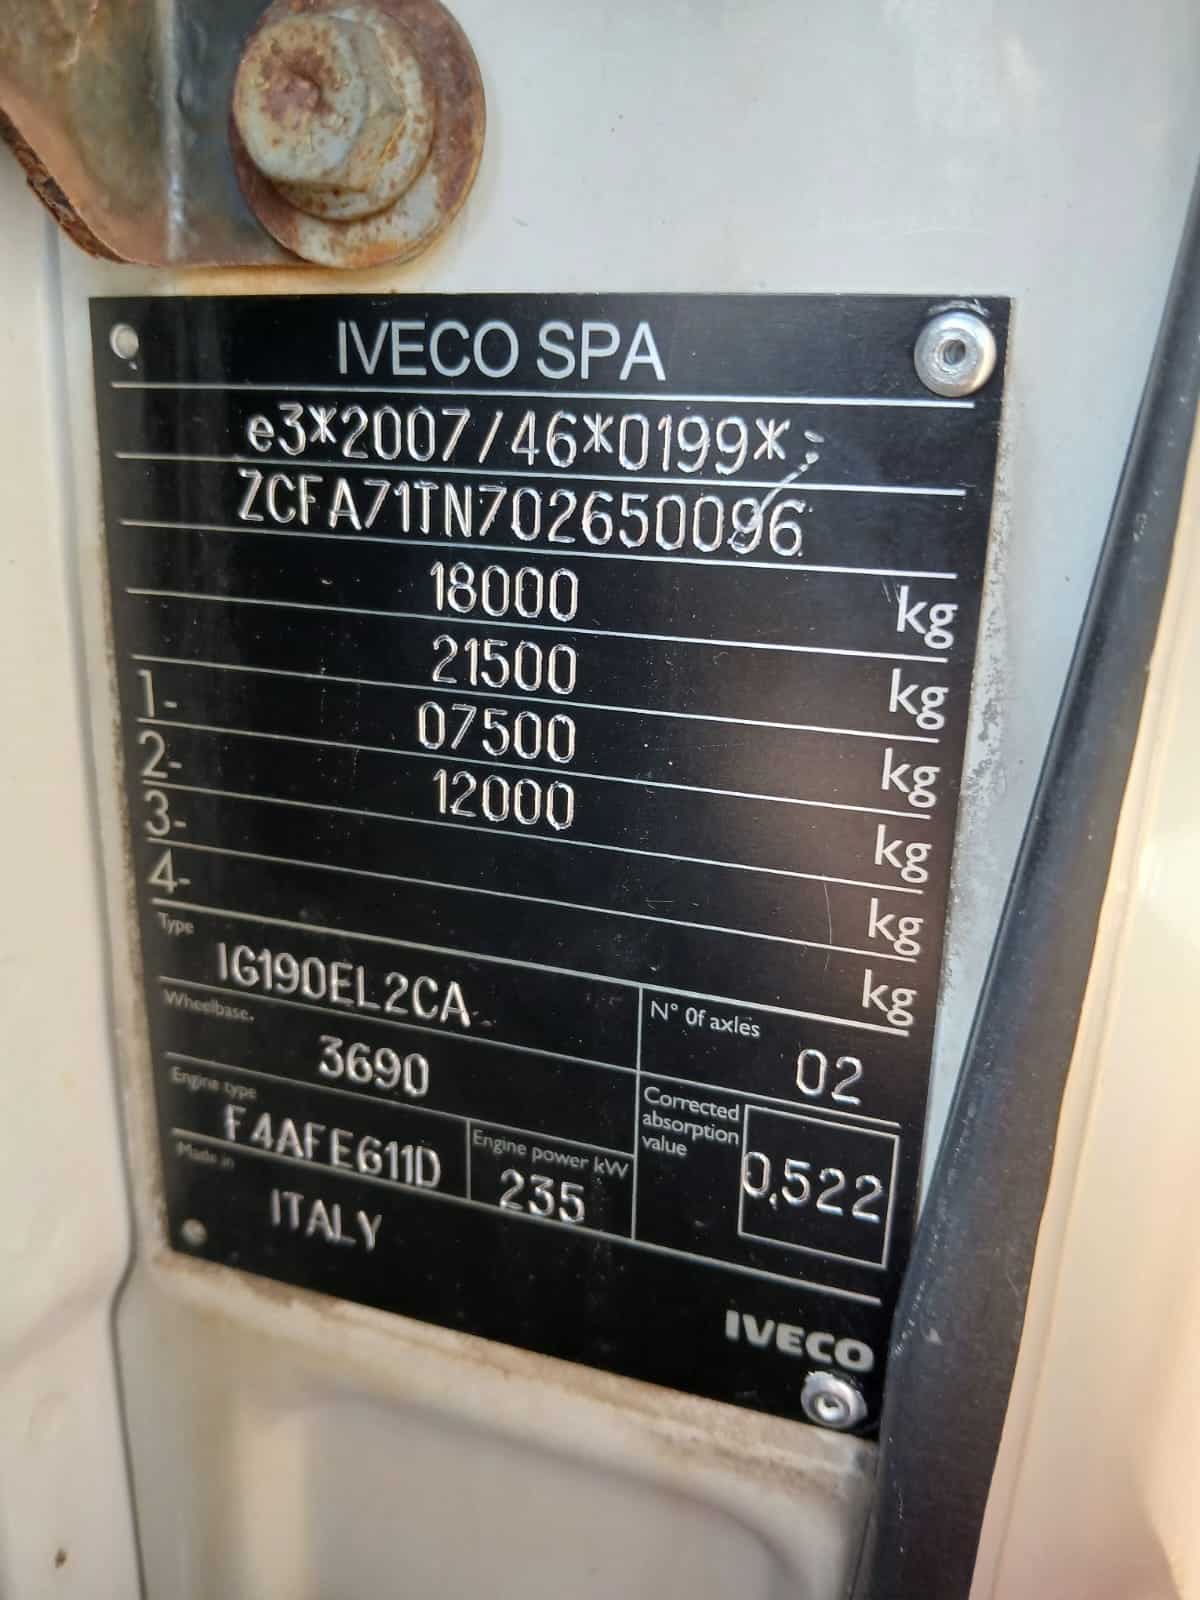 IVECO SPA
e3*2007/46*0199*
ZCFA71TN702650096
18000 kg
21500 kg
1- 07500 kg
2- 12000 kg
3- kg
4- kg
Type
IG190EL2CA
N° 0f axles
02
Wheelbase.
3690
Engine type
F4AFE611D
Engine power kW
235
Corrected
absorption
value
0,522
Made in
ITALY
IVECO